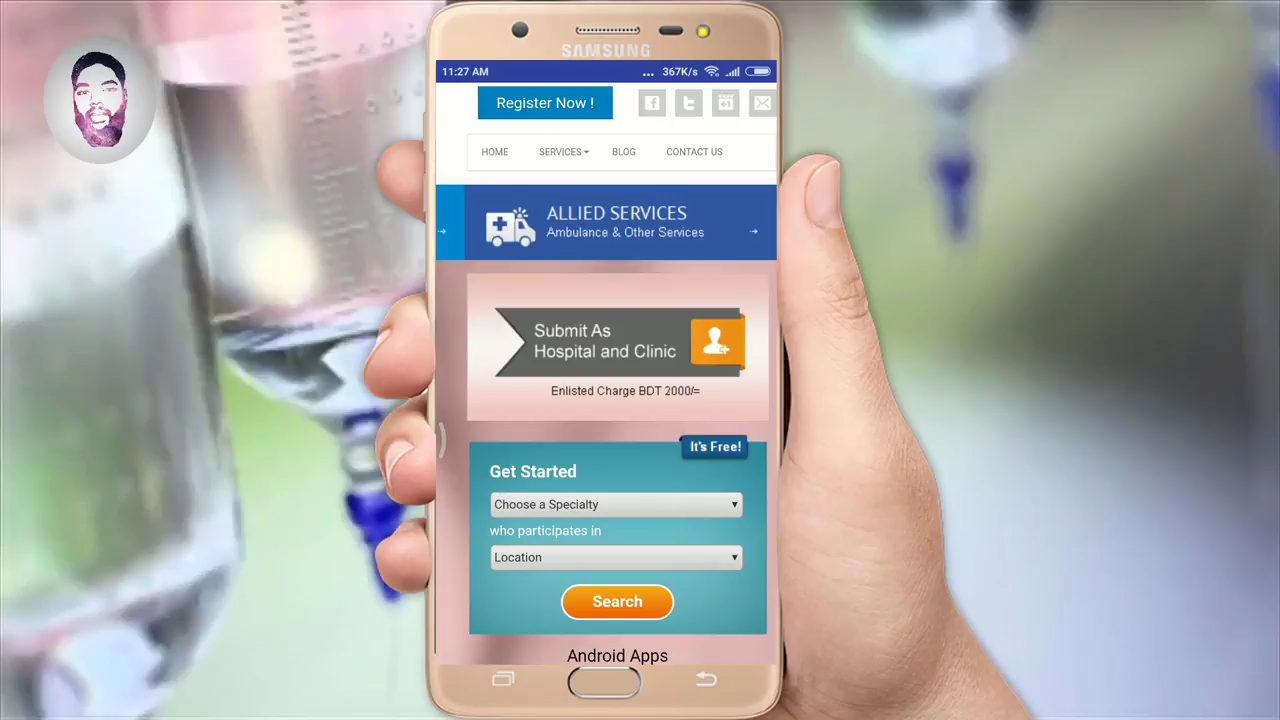 SAMSUNG
11:27 AM ... 367K/s
Register Now !
HOME SERVICES BLOG CONTACT US
ALLIED SERVICES
Ambulance & Other Services
Submit As
Hospital and Clinic
Enlisted Charge BDT 2000/=
It's Free!
Get Started
Choose a Specialty
who participates in
Location
Search
Android Apps